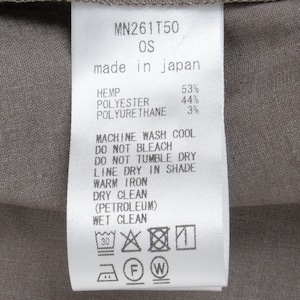 MN261T50
OS
made in japan
HEMP 53%
POLYESTER 44%
POLYURETHANE 3%
MACHINE WASH COOL
DO NOT BLEACH
DO NOT TUMBLE DRY
LINE DRY IN SHADE
WARM IRON
DRY CLEAN
(PETROLEUM)
WET CLEAN
30
F W